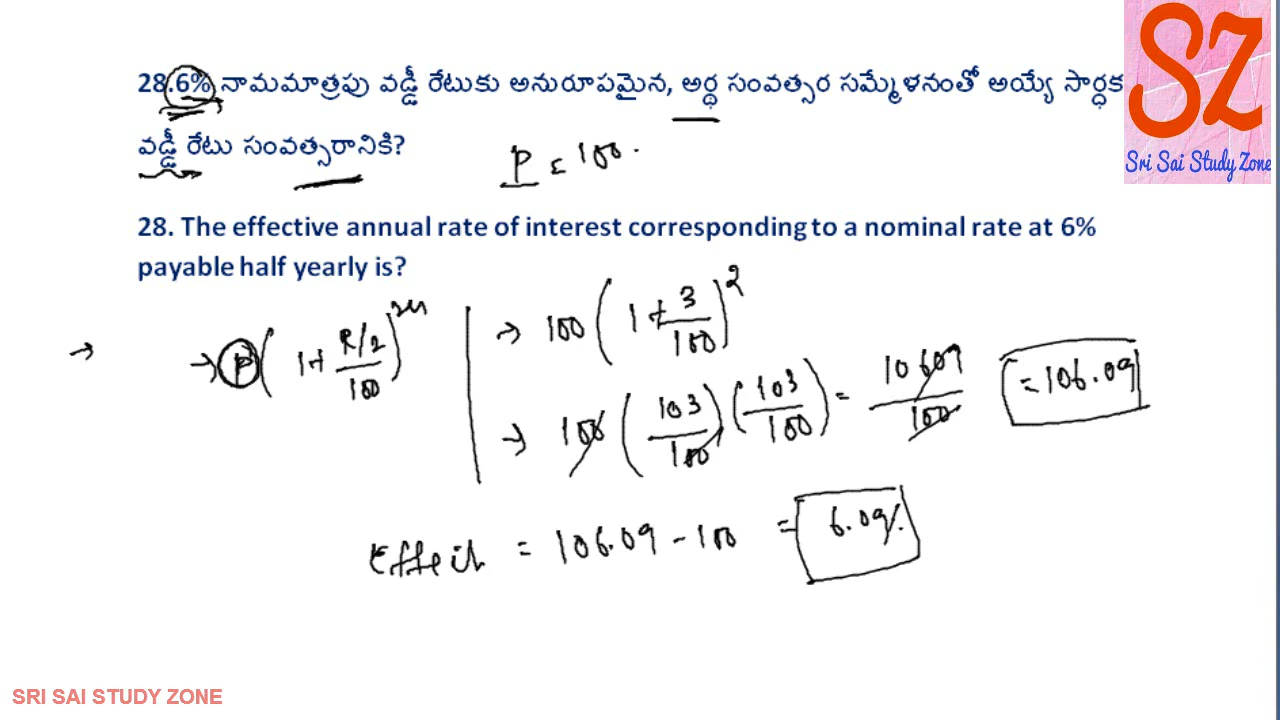 SZ
Sri Sai Study Zone
28.6% నామమాత్రపు వడ్డీ రేటుకు అనురూపమైన, అర్ధ సంవత్సర సమ్మేళనంతో అయ్యే సార్ధక
వడ్డీ రేటు సంవత్సరానికి?
P = 100.
28. The effective annual rate of interest corresponding to a nominal rate at 6%
payable half yearly is?
→ → P(1+ R/2/100)^2n | → 100(1+ 3/100)^2
→ 100(103/100)(103/100) = 10609/100 = 106.09
= 106.09 - 100 = 6.09%
SRI SAI STUDY ZONE